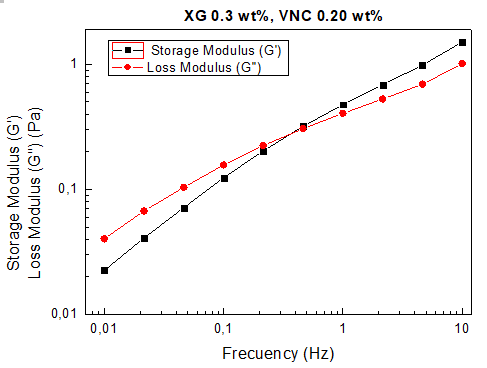 XG 0.3 wt%, VNC 0.20 wt%
Storage Modulus (G')
Loss Modulus (G'')
Storage Modulus (G')
Loss Modulus (G'') (Pa)
1
0,1
0,01
0,01
0,1
1
10
Frecuency (Hz)